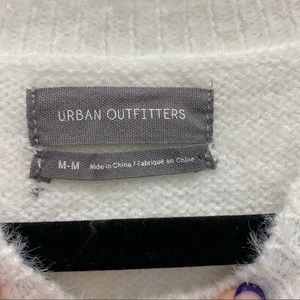 URBAN OUTFITTERS
M-M Made in China / Fabriqué en Chine